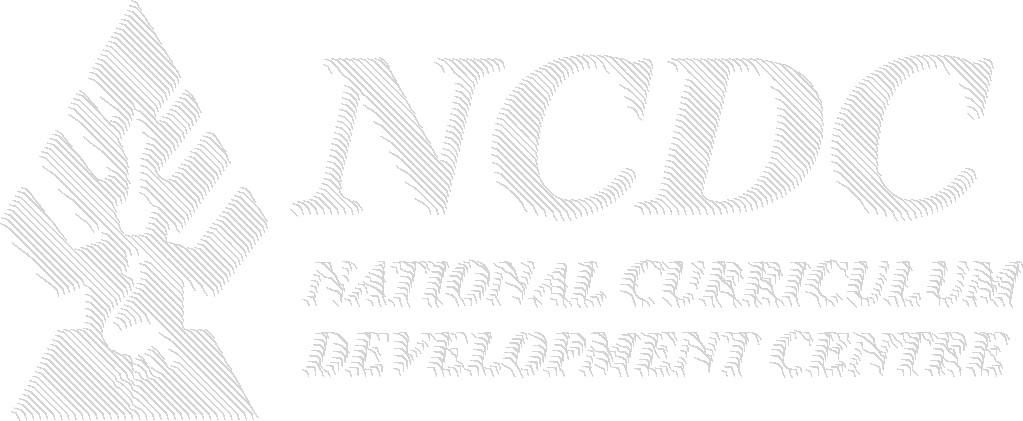 NCDC
NATIONAL CURRICULUM
DEVELOPMENT CENTRE